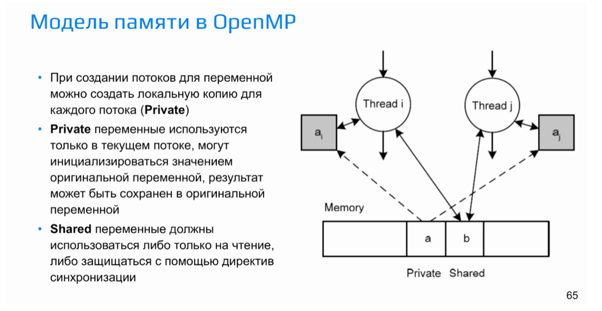 Модель памяти в OpenMP
• При создании потоков для переменной
можно создать локальную копию для
каждого потока (Private)
• Private переменные используются
только в текущем потоке, могут
инициализироваться значением
оригинальной переменной, результат
может быть сохранен в оригинальной
переменной
• Shared переменные должны
использоваться либо только на чтение,
либо защищаться с помощью директив
синхронизации
Thread i
Thread j
ai
aj
Memory
a
b
Private
Shared
65